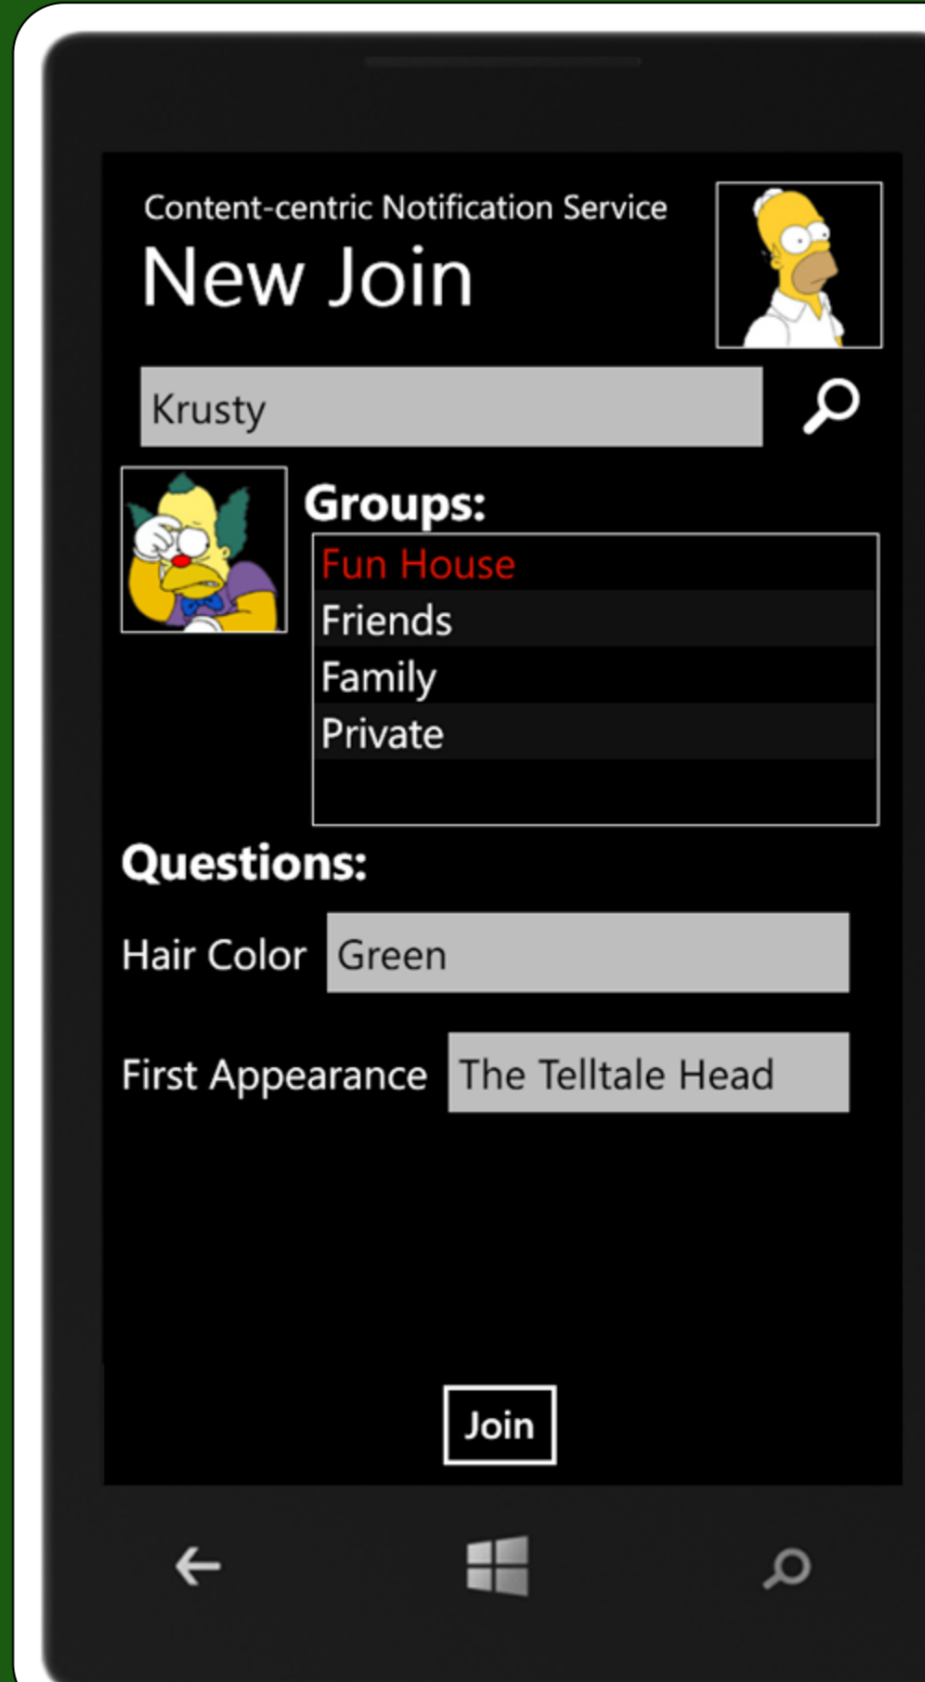 Content-centric Notification Service
New Join
Krusty
Groups:
Fun House
Friends
Family
Private
Questions:
Hair Color Green
First Appearance The Telltale Head
Join